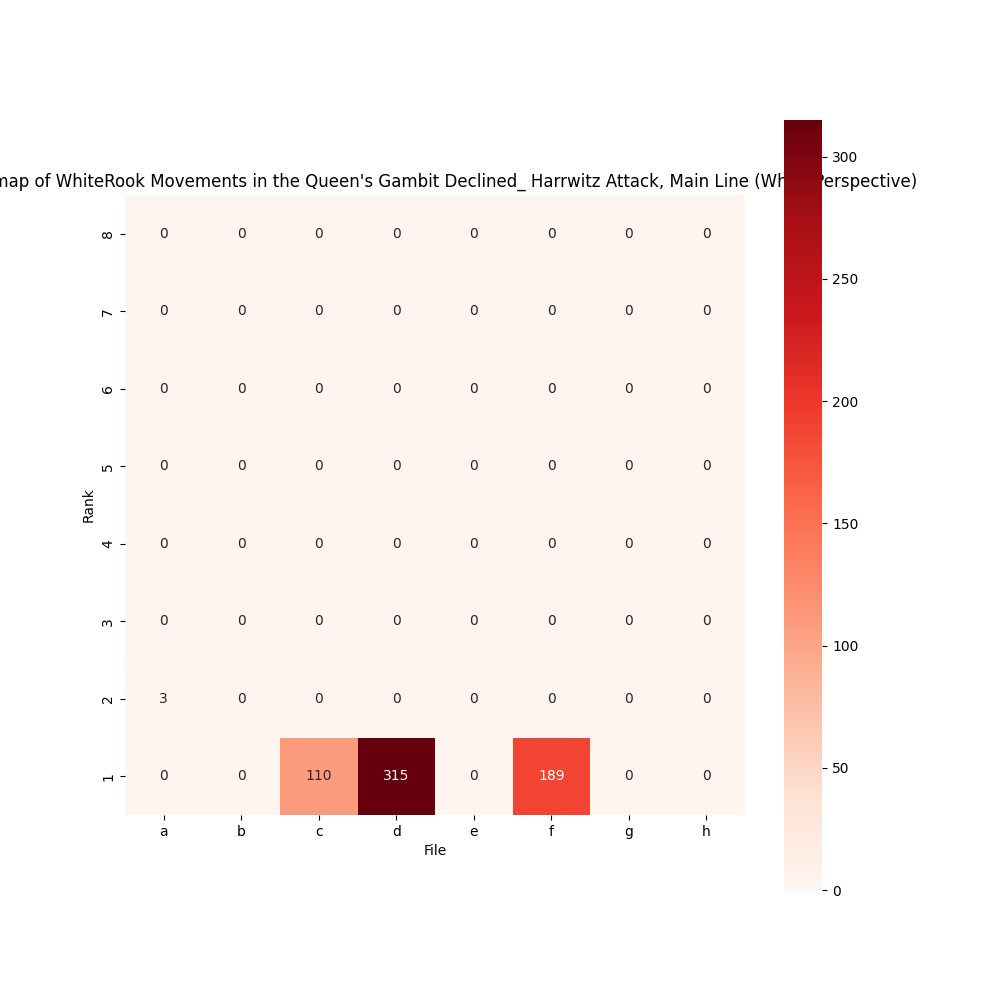 of WhiteRook Movements in the Queen's Gambit Declined_ Harrwitz Attack, Main Line (Perspective)
300
8 0 0 0 0 0 0 0 0
250
7 0 0 0 0 0 0 0 0
6 0 0 0 0 0 0 0 0
200
5 0 0 0 0 0 0 0 0
Rank
150
4 0 0 0 0 0 0 0 0
3 0 0 0 0 0 0 0 0
100
2 3 0 0 0 0 0 0 0
50
1 0 0 110 315 0 189 0 0
a b c d e f g h
File
0